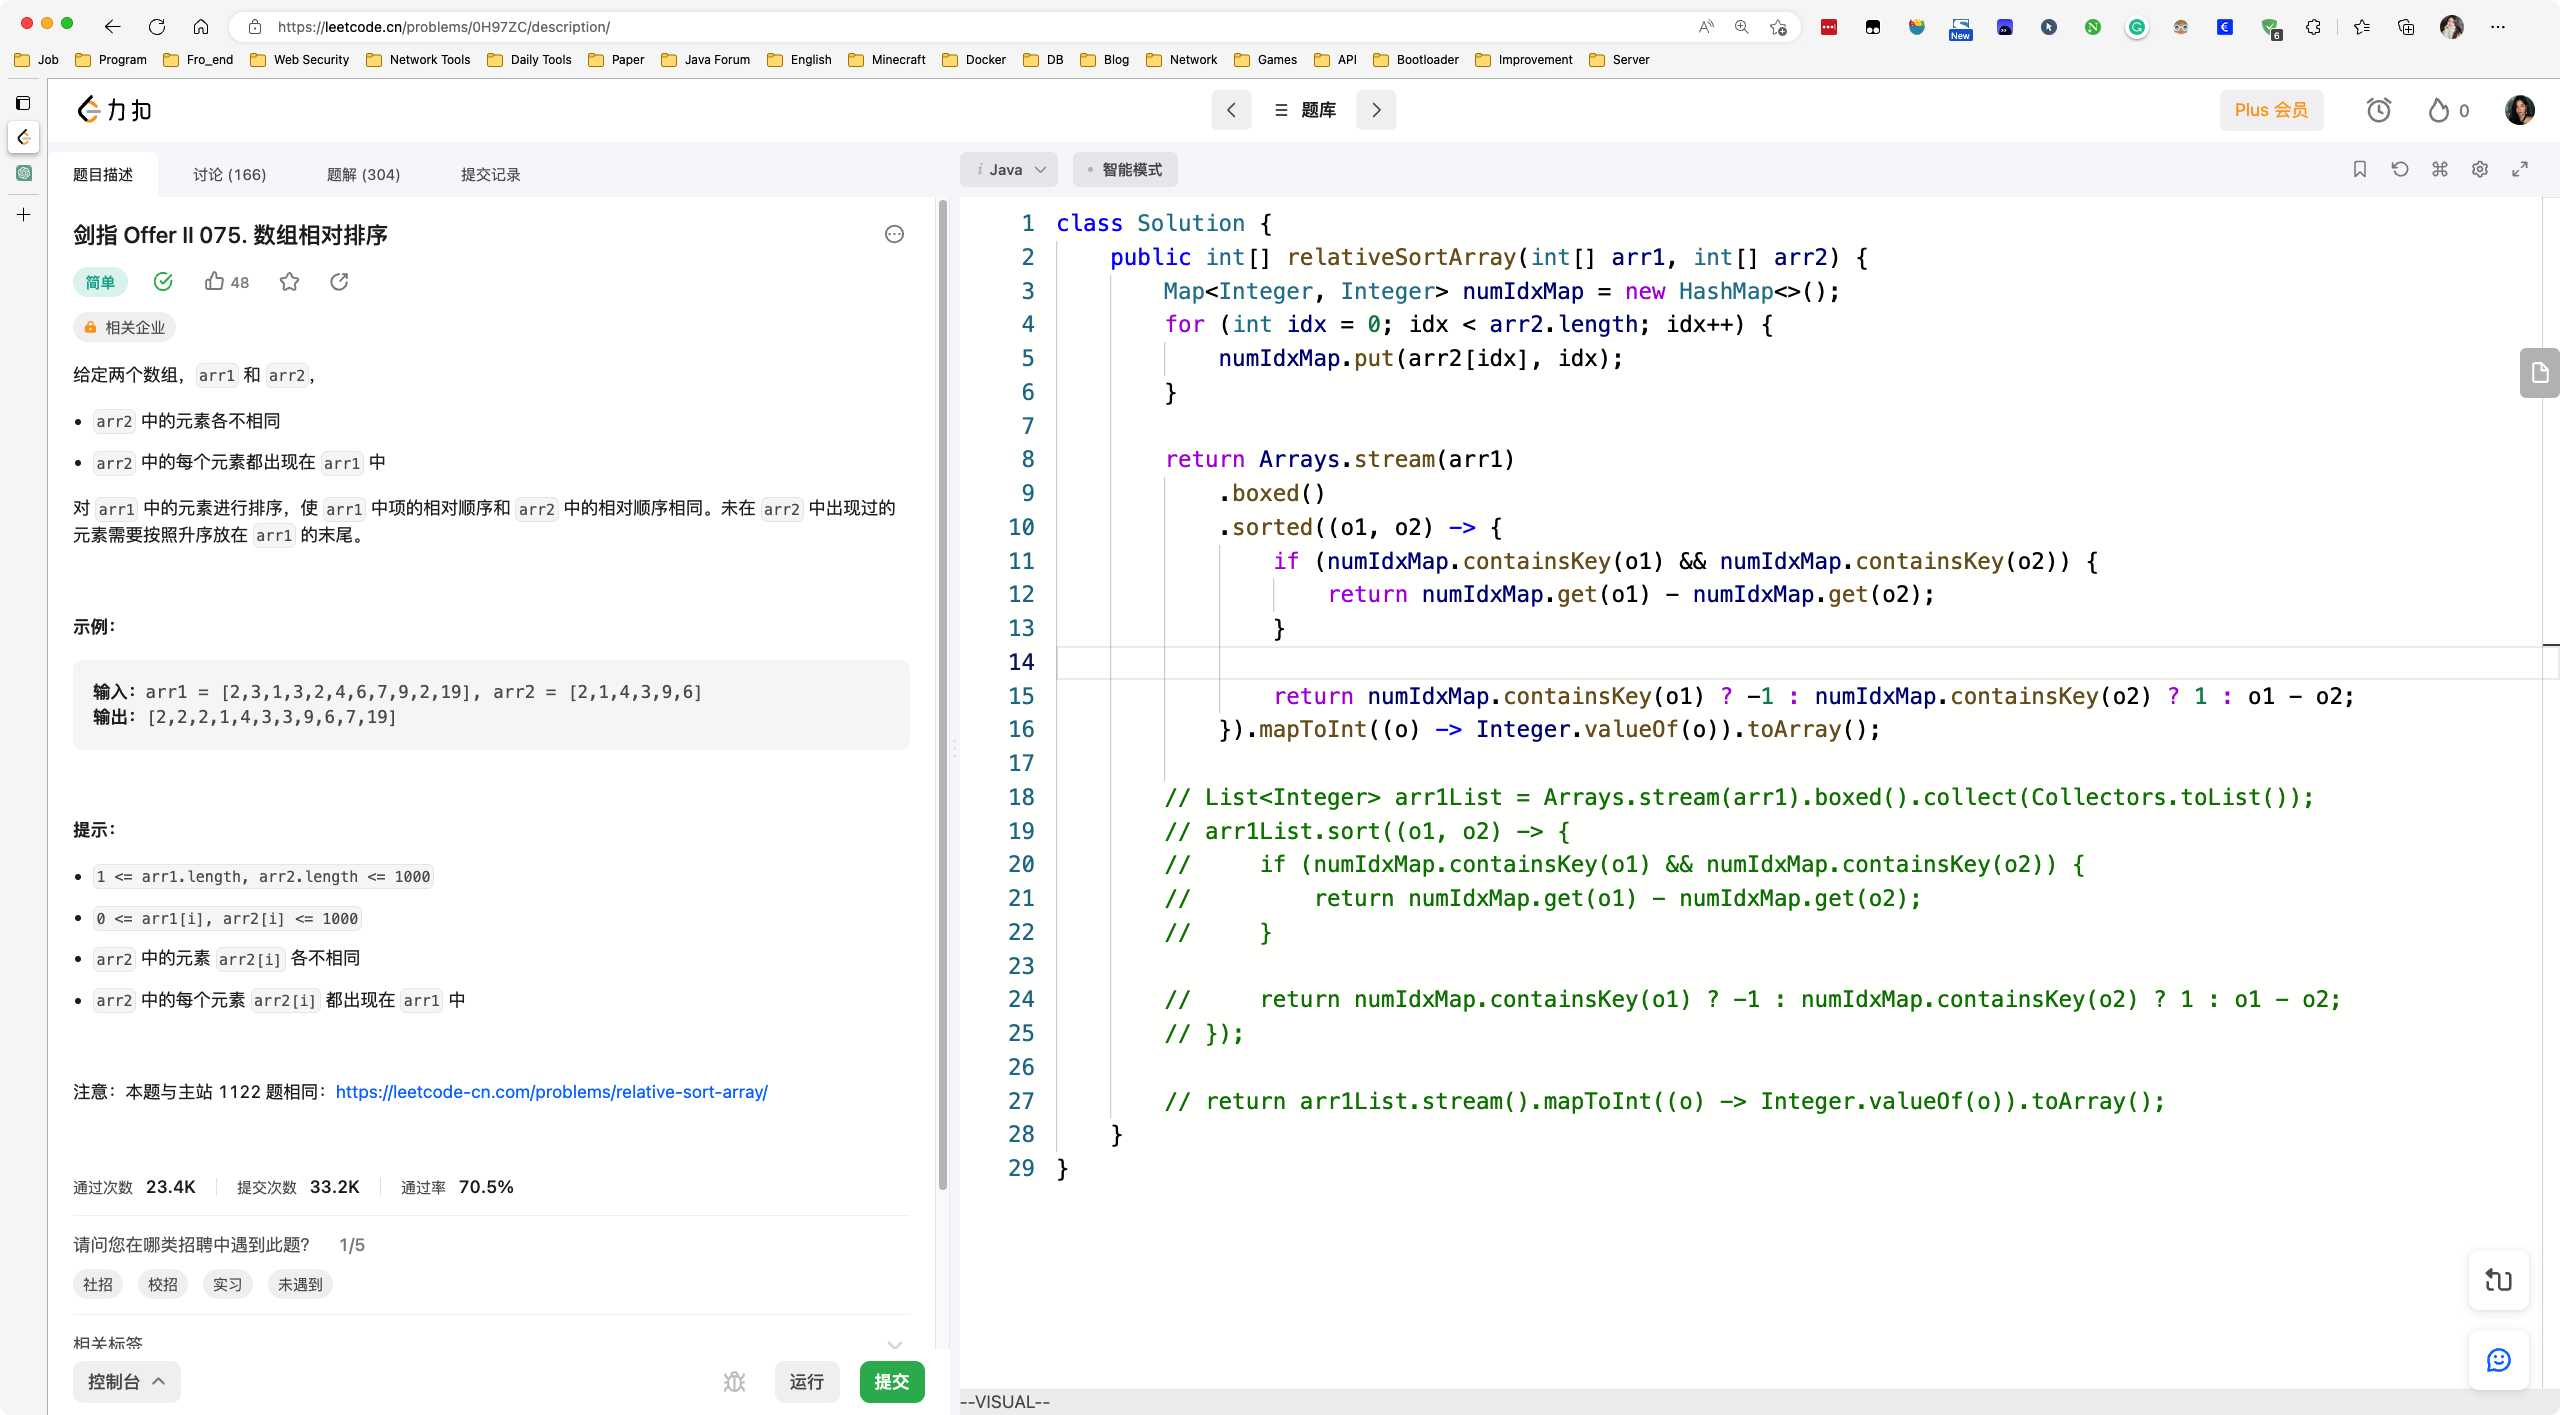 https://leetcode.cn/problems/0H97ZC/description/
New
6
Job Program Fro_end Web Security Network Tools Daily Tools Paper Java Forum English Minecraft Docker DB Blog Network Games API Bootloader Improvement Server
力扣
题库
Plus 会员
0
题目描述 讨论 (166) 题解 (304) 提交记录
i Java
智能模式
剑指 Offer II 075. 数组相对排序
简单
48
相关企业
给定两个数组，arr1 和 arr2，
• arr2 中的元素各不相同
• arr2 中的每个元素都出现在 arr1 中
对 arr1 中的元素进行排序，使 arr1 中项的相对顺序和 arr2 中的相对顺序相同。未在 arr2 中出现过的
元素需要按照升序放在 arr1 的末尾。
示例：
输入：arr1 = [2,3,1,3,2,4,6,7,9,2,19], arr2 = [2,1,4,3,9,6]
输出：[2,2,2,1,4,3,3,9,6,7,19]
提示：
• 1 <= arr1.length, arr2.length <= 1000
• 0 <= arr1[i], arr2[i] <= 1000
• arr2 中的元素 arr2[i] 各不相同
• arr2 中的每个元素 arr2[i] 都出现在 arr1 中
注意：本题与主站 1122 题相同：https://leetcode-cn.com/problems/relative-sort-array/
通过次数 23.4K 提交次数 33.2K 通过率 70.5%
请问您在哪类招聘中遇到此题？ 1/5
社招 校招 实习 未遇到
相关标签
控制台
运行
提交
1 class Solution {
2     public int[] relativeSortArray(int[] arr1, int[] arr2) {
3         Map<Integer, Integer> numIdxMap = new HashMap<>();
4         for (int idx = 0; idx < arr2.length; idx++) {
5             numIdxMap.put(arr2[idx], idx);
6         }
7
8         return Arrays.stream(arr1)
9             .boxed()
10             .sorted((o1, o2) -> {
11                 if (numIdxMap.containsKey(o1) && numIdxMap.containsKey(o2)) {
12                     return numIdxMap.get(o1) - numIdxMap.get(o2);
13                 }
14
15                 return numIdxMap.containsKey(o1) ? -1 : numIdxMap.containsKey(o2) ? 1 : o1 - o2;
16             }).mapToInt((o) -> Integer.valueOf(o)).toArray();
17
18         // List<Integer> arr1List = Arrays.stream(arr1).boxed().collect(Collectors.toList());
19         // arr1List.sort((o1, o2) -> {
20         //     if (numIdxMap.containsKey(o1) && numIdxMap.containsKey(o2)) {
21         //         return numIdxMap.get(o1) - numIdxMap.get(o2);
22         //     }
23
24         //     return numIdxMap.containsKey(o1) ? -1 : numIdxMap.containsKey(o2) ? 1 : o1 - o2;
25         // });
26
27         // return arr1List.stream().mapToInt((o) -> Integer.valueOf(o)).toArray();
28     }
29 }
--VISUAL--